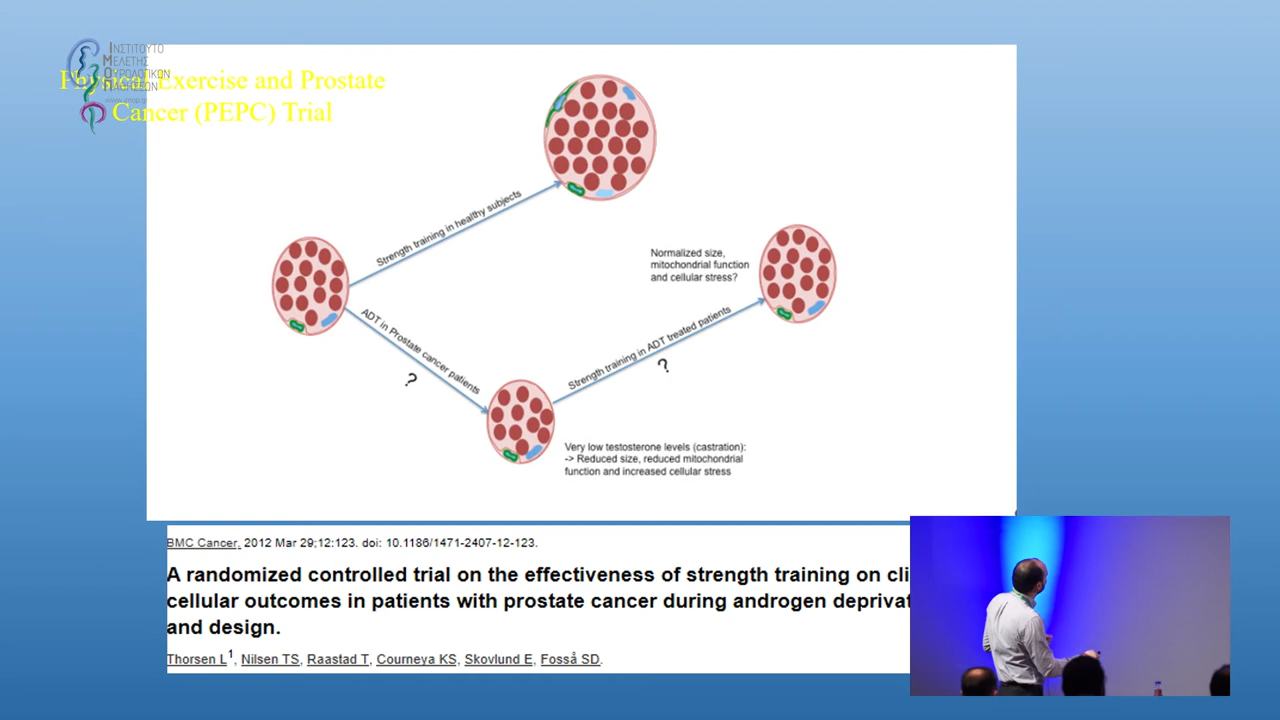 ΙΝΣΤΙΤΟΥΤΟ
ΜΕΛΕΤΗΣ
ΟΥΡΟΛΟΓΙΚΩΝ
Physical Exercise and Prostate
Cancer (PEPC) Trial
Strength training in healthy subjects
Normalized size,
mitochondrial function
and cellular stress?
ADT in Prostate cancer patients
?
Strength training in ADT treated patients
?
Very low testosterone levels (castration):
-> Reduced size, reduced mitochondrial
function and increased cellular stress
BMC Cancer. 2012 Mar 29;12:123. doi: 10.1186/1471-2407-12-123.
A randomized controlled trial on the effectiveness of strength training on cli
cellular outcomes in patients with prostate cancer during androgen deprivat
and design.
Thorsen L1, Nilsen TS, Raastad T, Courneya KS, Skovlund E, Fosså SD.